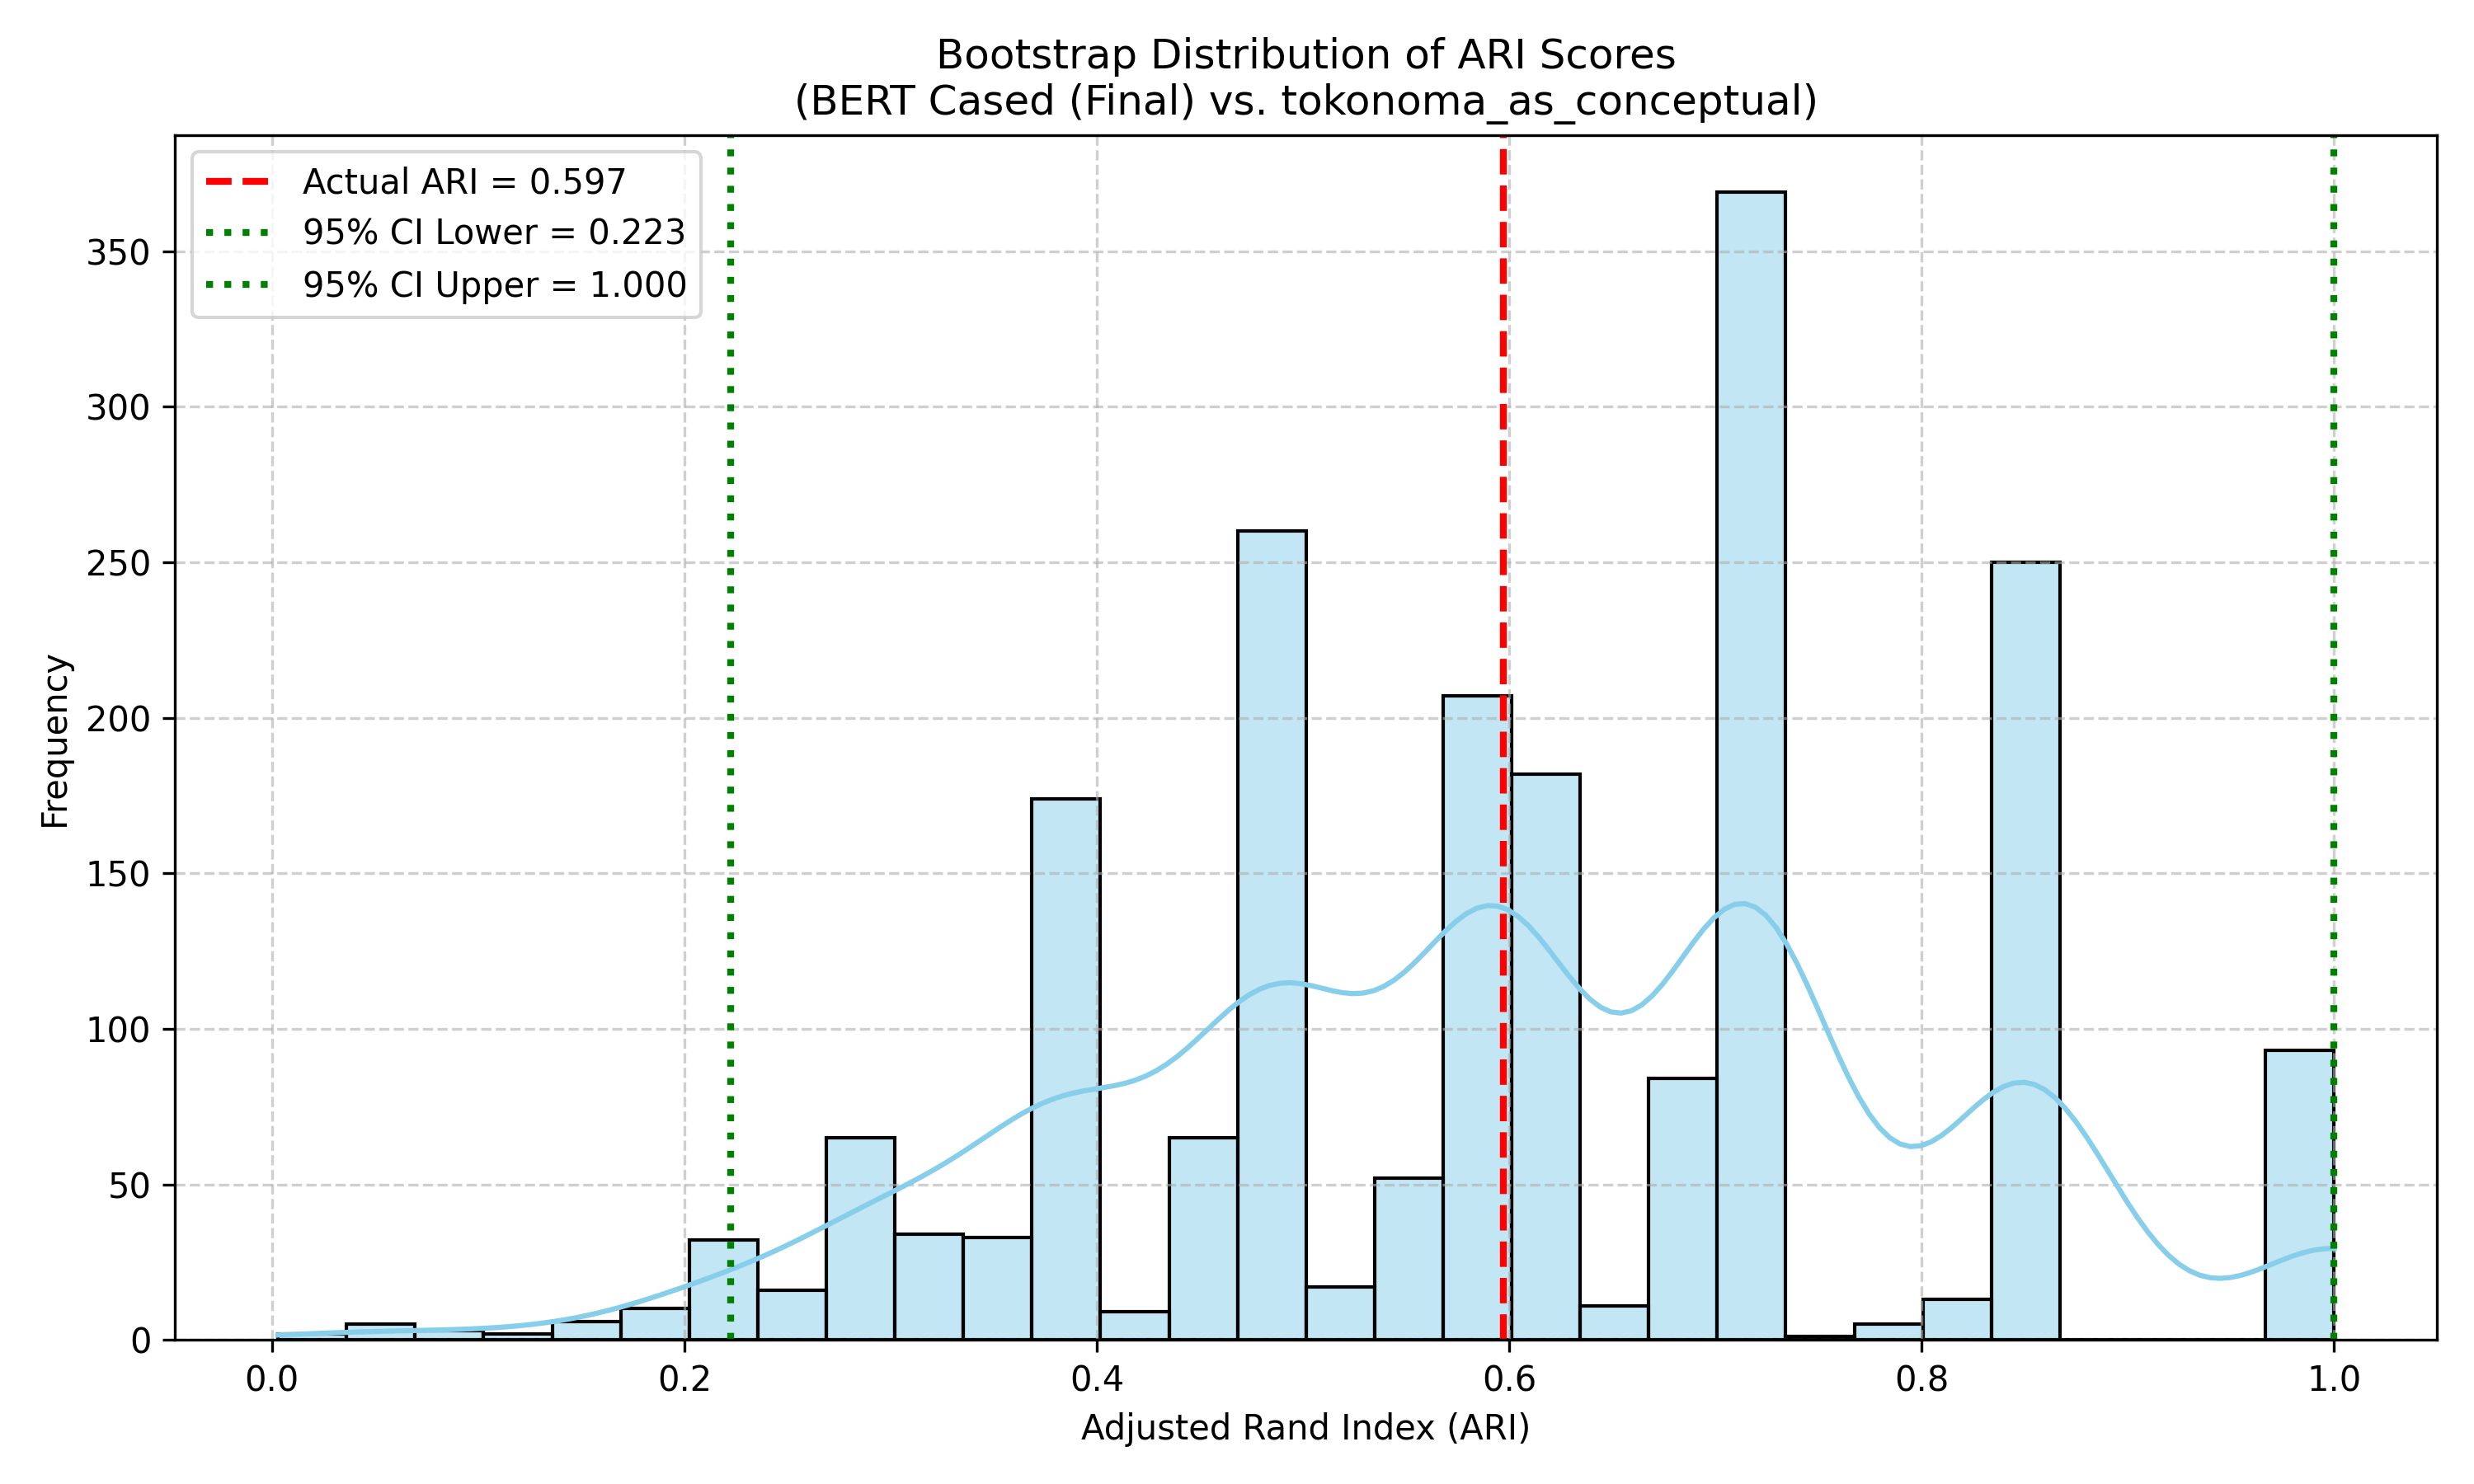 Bootstrap Distribution of ARI Scores
(BERT Cased (Final) vs. tokonoma_as_conceptual)
Actual ARI = 0.597
95% CI Lower = 0.223
95% CI Upper = 1.000
Frequency
350
300
250
200
150
100
50
0
0.0 0.2 0.4 0.6 0.8 1.0
Adjusted Rand Index (ARI)